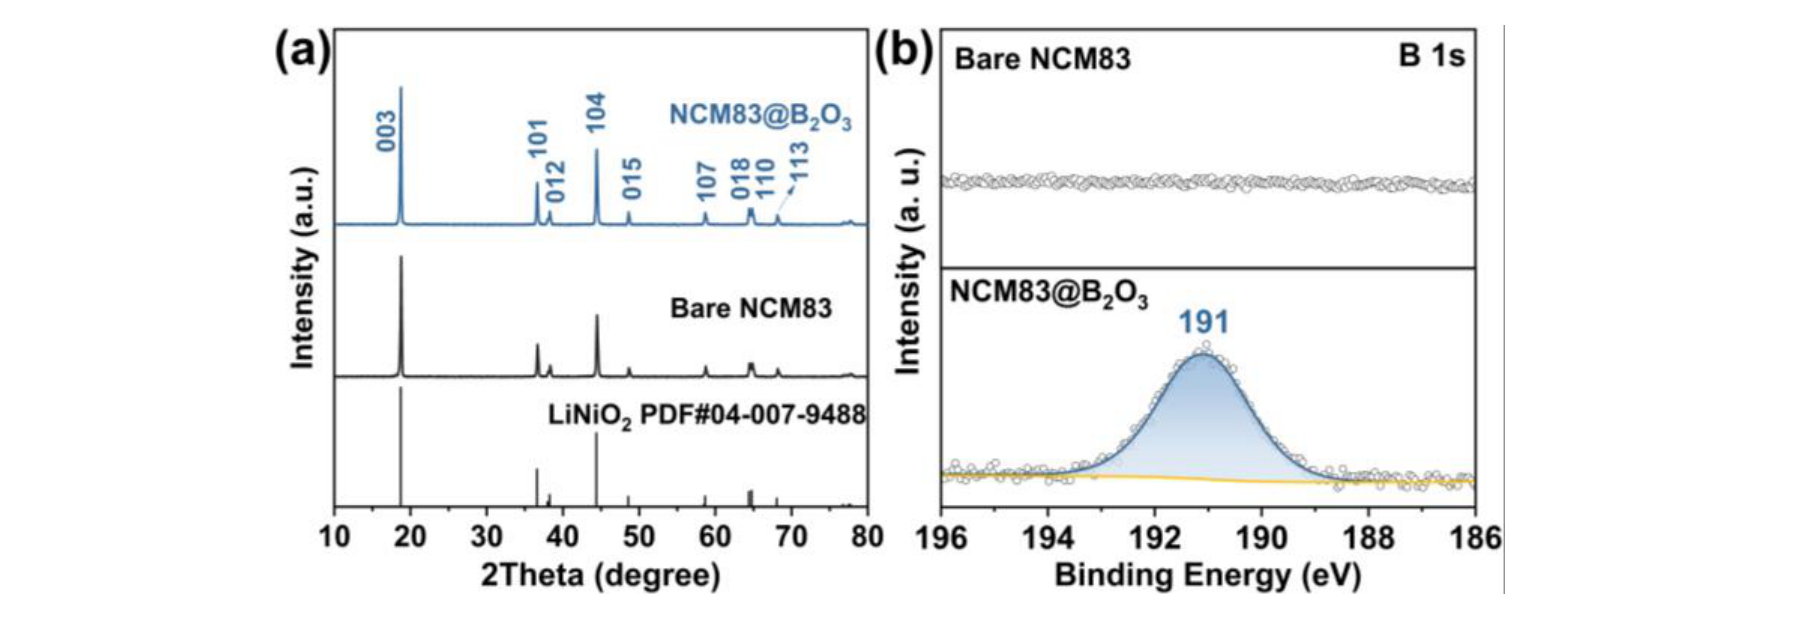 (a)
003
101
012
104
015
107
018
110
113
NCM83@B₂O₃
Bare NCM83
LiNiO₂ PDF#04-007-9488
Intensity (a.u.)
10 20 30 40 50 60 70 80
2Theta (degree)
(b)
Bare NCM83
B 1s
NCM83@B₂O₃
191
Intensity (a. u.)
196 194 192 190 188 186
Binding Energy (eV)